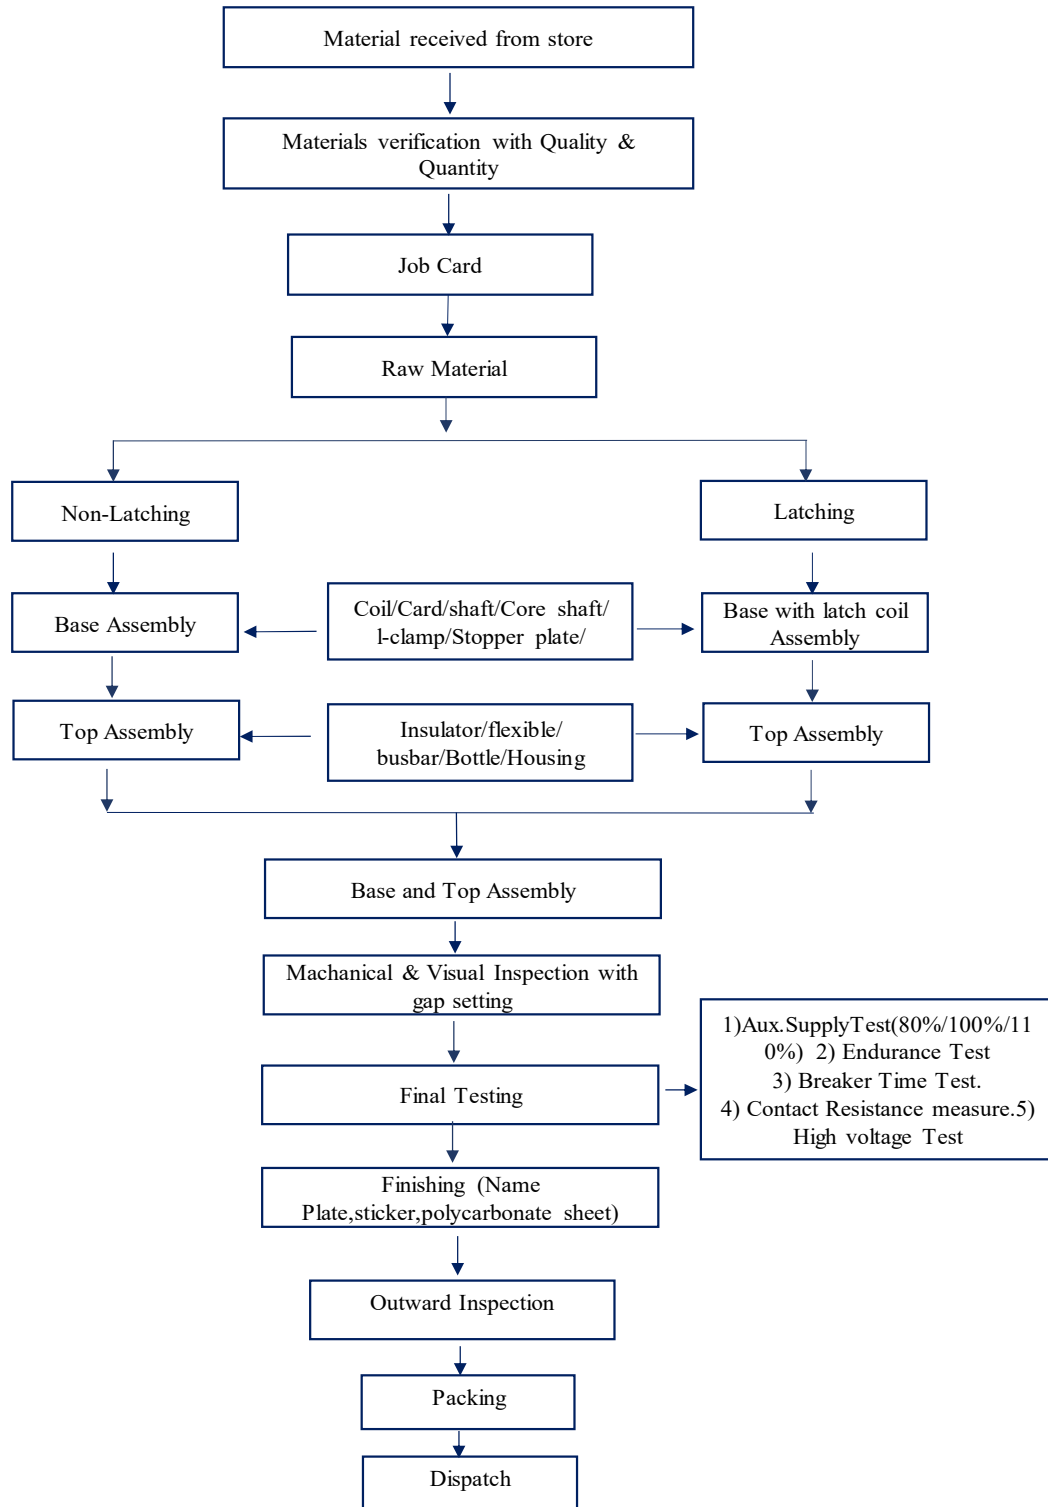 Material received from store
Materials verification with Quality &
Quantity
Job Card
Raw Material
Non-Latching
Latching
Base Assembly
Coil/Card/shaft/Core shaft/
l-clamp/Stopper plate/
Base with latch coil
Assembly
Top Assembly
Insulator/flexible/
busbar/Bottle/Housing
Top Assembly
Base and Top Assembly
Machanical & Visual Inspection with
gap setting
Final Testing
1)Aux.SupplyTest(80%/100%/11
0%) 2) Endurance Test
3) Breaker Time Test.
4) Contact Resistance measure.5)
High voltage Test
Finishing (Name
Plate,sticker,polycarbonate sheet)
Outward Inspection
Packing
Dispatch